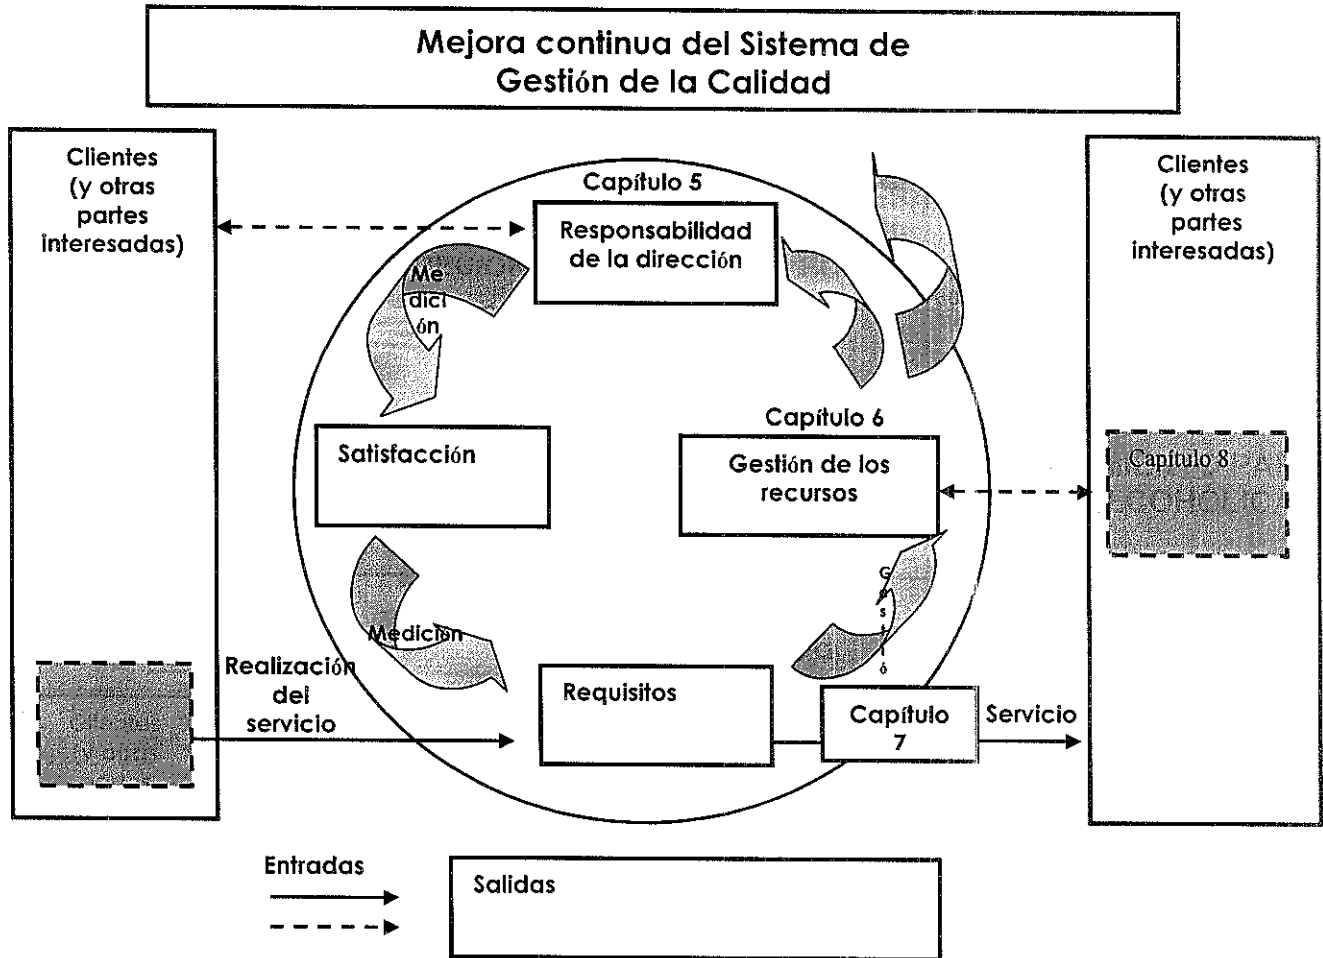 Mejora continua del Sistema de
Gestión de la Calidad
Clientes
(y otras
partes
interesadas)
Capítulo 5
Responsabilidad
de la dirección
Clientes
(y otras
partes
interesadas)
Me
dici
ón
Satisfacción
Capítulo 6
Gestión de los
recursos
Capítulo 8
Medición
G
e
s
t
i
ó
Realización
del
servicio
Requisitos
Capítulo
7
Servicio
Entradas
Salidas